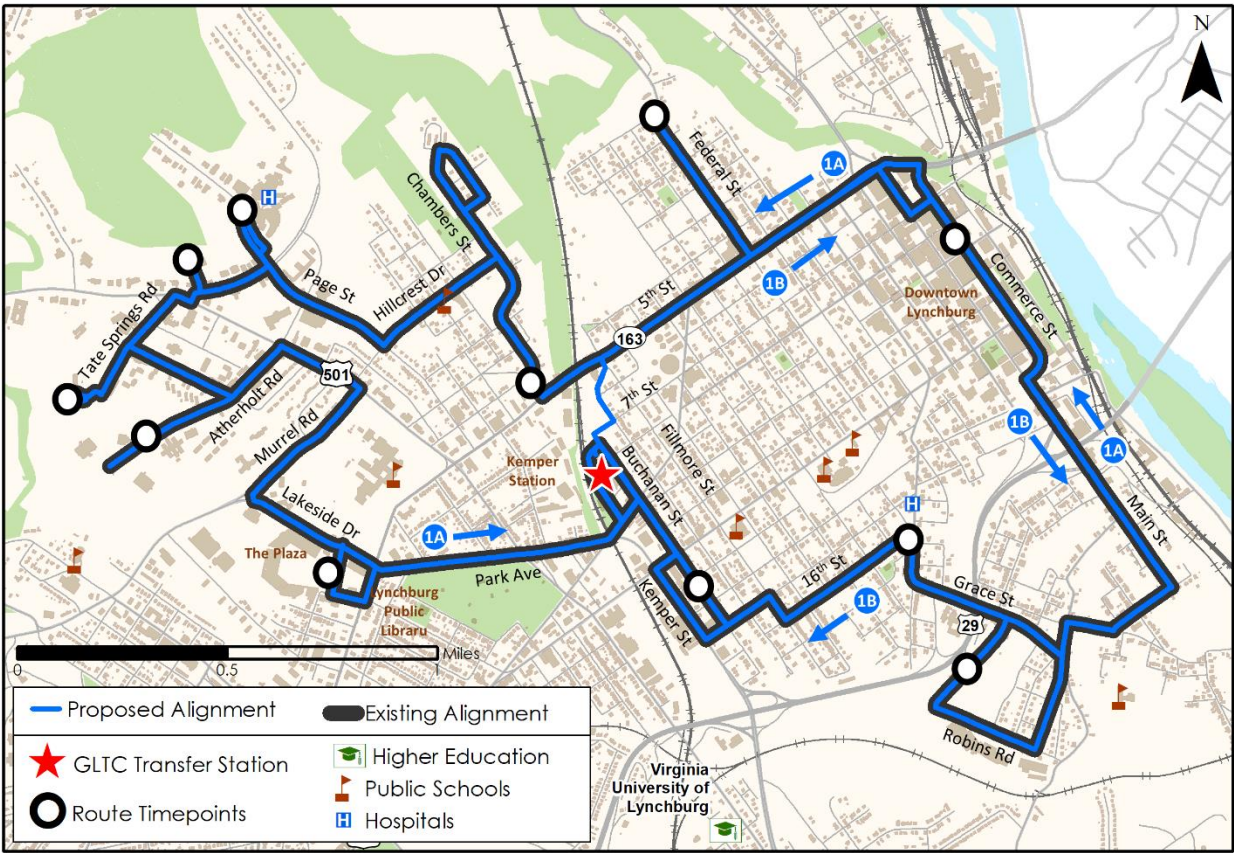 N
Federal St
1A
Chambers St
H
1B
Page St
Hillcrest Dr
5th St
Commerce St
Downtown
Lynchburg
Tate Springs Rd
163
501
7th St
Atherholt Rd
Murrel Rd
Fillmore St
Buchanan St
Kemper
Station
1B
1A
Main St
Lakeside Dr
1A
The Plaza
Park Ave
H
16th St
Kemper St
1B
Grace St
29
Lynchburg
Public
Libraru
Miles
0
0.5
1
Robins Rd
Virginia
University of
Lynchburg
Proposed Alignment
Existing Alignment
GLTC Transfer Station
Higher Education
Public Schools
Route Timepoints
H Hospitals